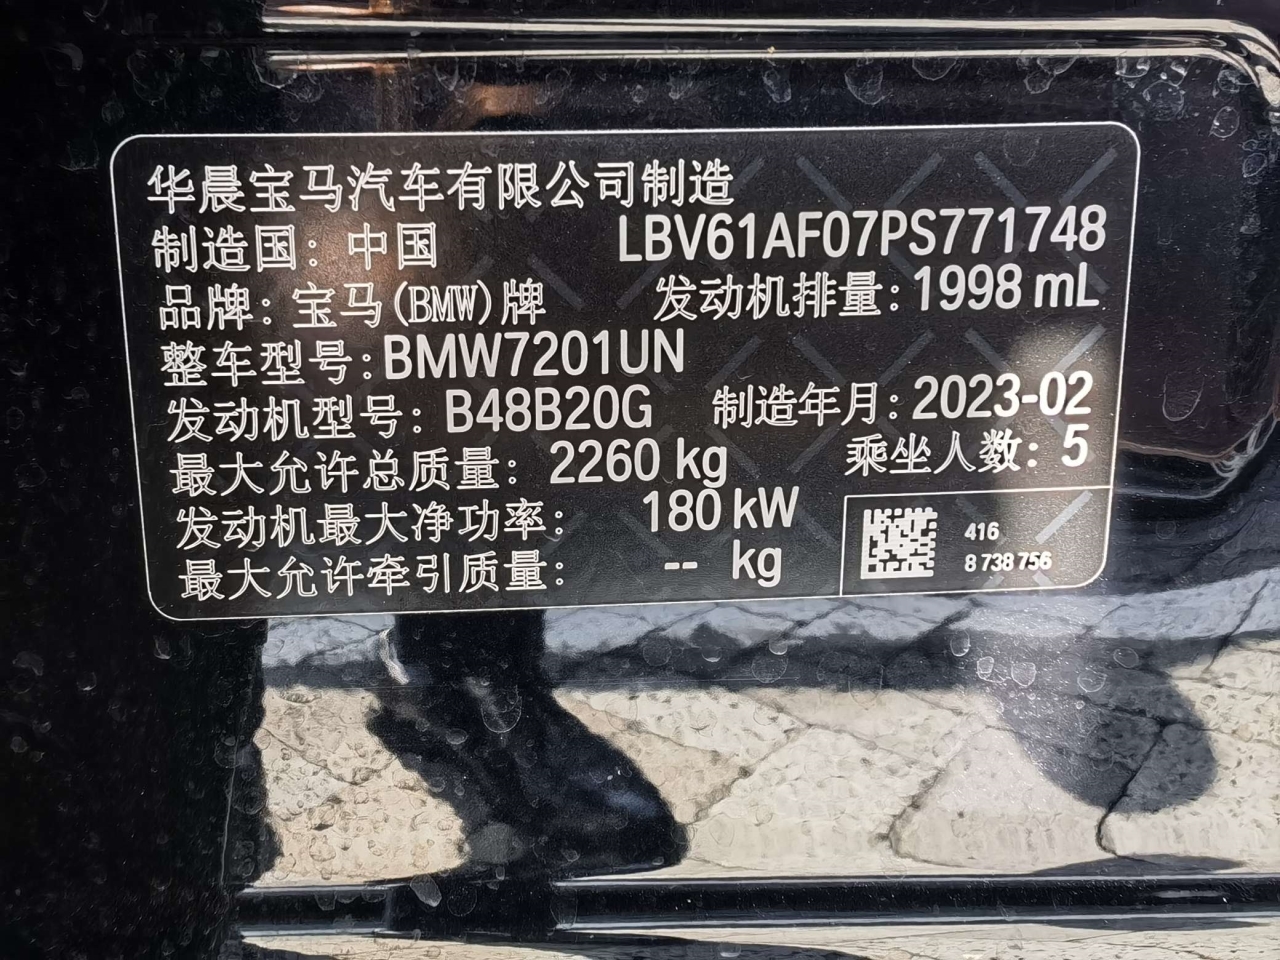 华晨宝马汽车有限公司制造
制造国：中国 LBV61AF07PS771748
品牌：宝马(BMW)牌 发动机排量：1998 mL
整车型号：BMW7201UN
发动机型号：B48B20G 制造年月：2023-02
最大允许总质量：2260 kg 乘坐人数：5
发动机最大净功率：180 kW
最大允许牵引质量：-- kg
416
8 738 756